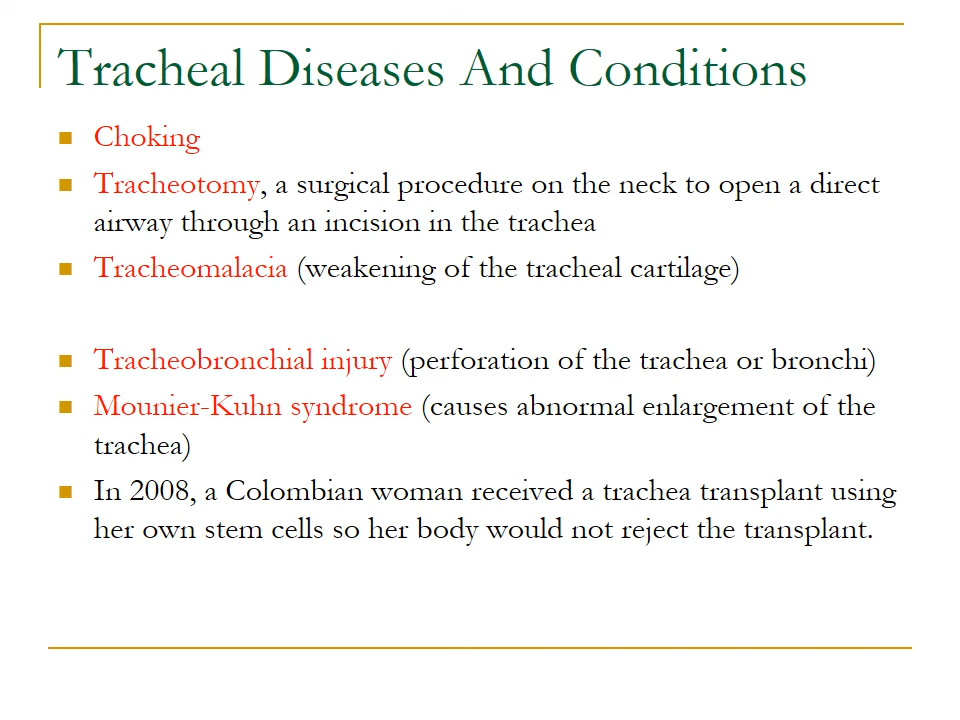 Tracheal Diseases And Conditions
Choking
Tracheotomy, a surgical procedure on the neck to open a direct
airway through an incision in the trachea
Tracheomalacia (weakening of the tracheal cartilage)
Tracheobronchial injury (perforation of the trachea or bronchi)
Mounier-Kuhn syndrome (causes abnormal enlargement of the
trachea)
In 2008, a Colombian woman received a trachea transplant using
her own stem cells so her body would not reject the transplant.